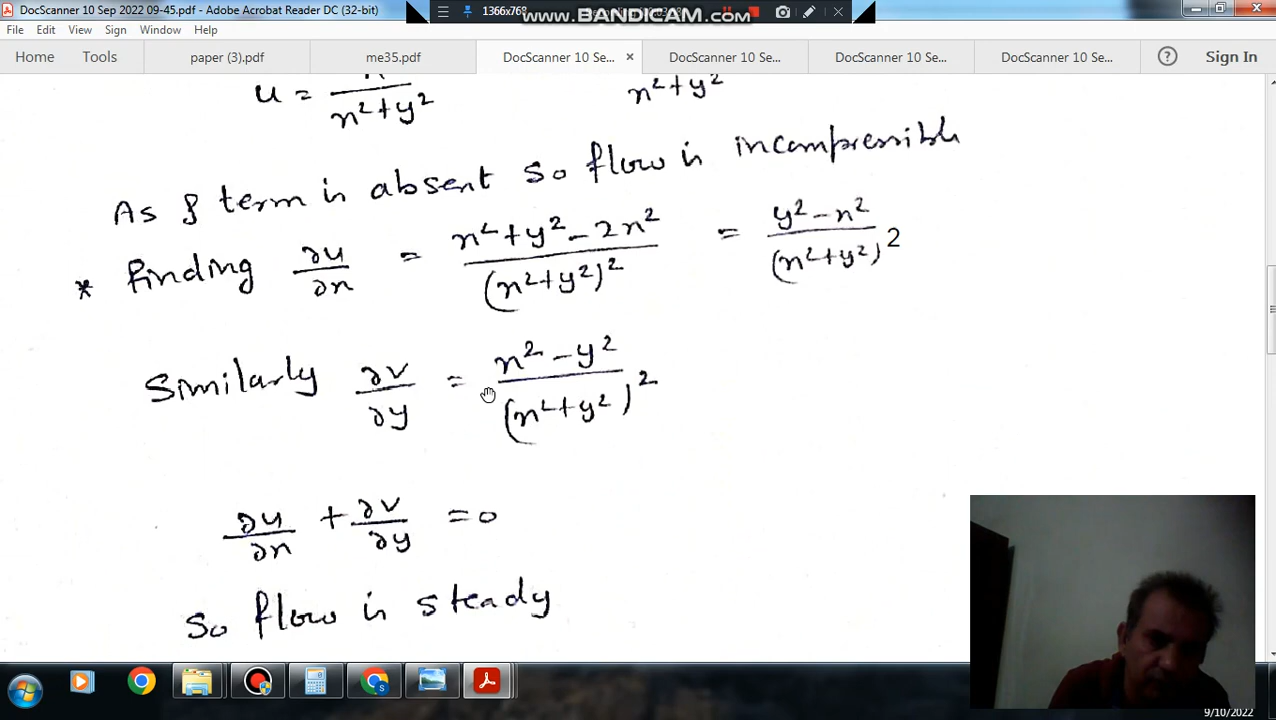 DocScanner 10 Sep 2022 09-45.pdf - Adobe Acrobat Reader DC (32-bit)
1366x768
www.BANDICAM.com
File Edit View Sign Window Help
Home Tools paper (3).pdf me35.pdf DocScanner 10 Se... × DocScanner 10 Se... DocScanner 10 Se... DocScanner 10 Se... Sign In
u = x/(x²+y²) x²+y²
As ρ term is absent so flow is incompressible
* Finding ∂u/∂x = (x²+y²-2x²)/(x²+y²)² = (y²-x²)/(x²+y²)²
Similarly ∂v/∂y = (x²-y²)/(x²+y²)²
∂u/∂x + ∂v/∂y = 0
So flow is steady
9/10/2022